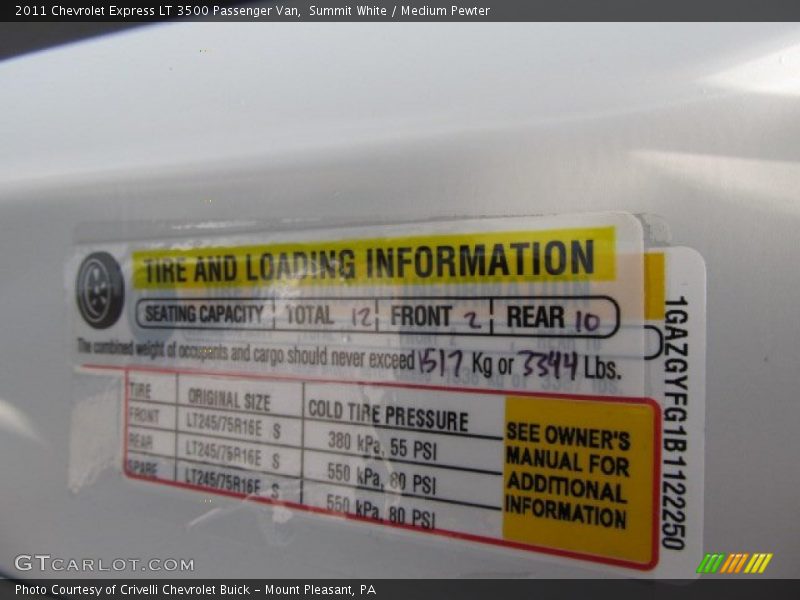 2011 Chevrolet Express LT 3500 Passenger Van,  Summit White / Medium Pewter
TIRE AND LOADING INFORMATION
SEATING CAPACITY TOTAL 12 FRONT 2 REAR 10
The combined weight of occupants and cargo should never exceed 1517 Kg or 3344 Lbs.
TIRE ORIGINAL SIZE COLD TIRE PRESSURE
FRONT LT245/75R16E S 380 kPa, 55 PSI
REAR LT245/75R16E S 550 kPa, 80 PSI
SPARE LT245/75R16E S 550 kPa, 80 PSI
SEE OWNER'S
MANUAL FOR
ADDITIONAL
INFORMATION
1GAZGYFG1B1122250
GTCARLOT.COM
Photo Courtesy of Crivelli Chevrolet Buick - Mount Pleasant, PA